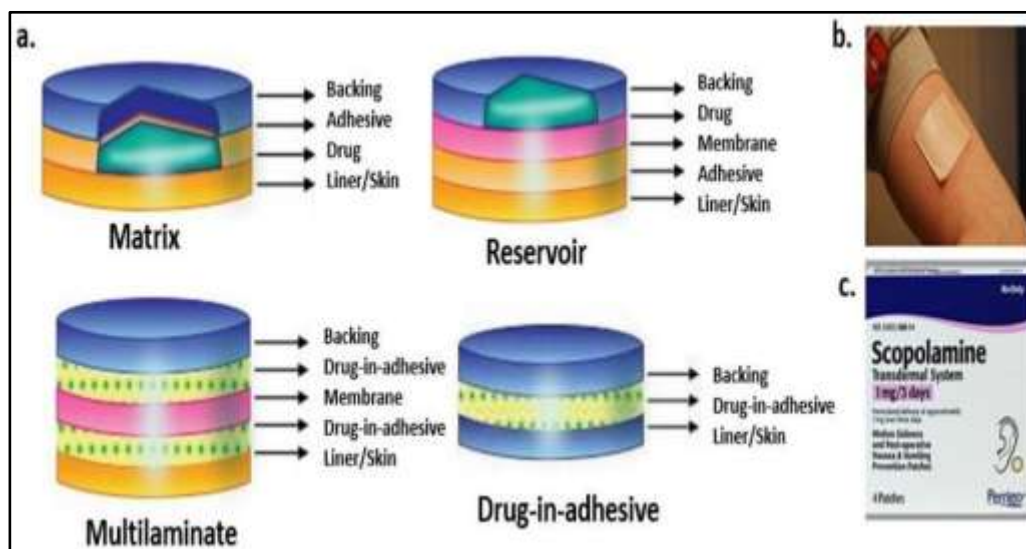 a.
Backing
Adhesive
Drug
Liner/Skin
Matrix
Backing
Drug
Membrane
Adhesive
Liner/Skin
Reservoir
Backing
Drug-in-adhesive
Membrane
Drug-in-adhesive
Liner/Skin
Multilaminate
Backing
Drug-in-adhesive
Liner/Skin
Drug-in-adhesive
b.
c.
Scopolamine
Transdermal System
1 mg/3 days
Motion Sickness
and Post-operative
Nausea & Vomiting
Prevention Patches
4 Patches
Perrigo